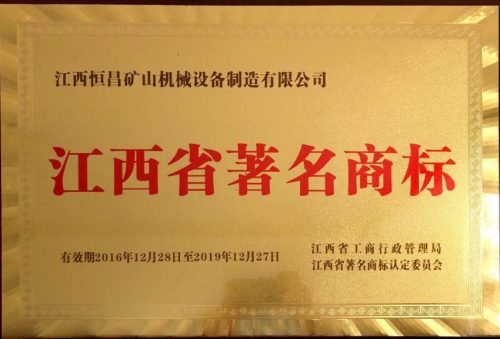 江西恒昌矿山机械设备制造有限公司
江西省著名商标
有效期2016年12月28日至2019年12月27日
江西省工商行政管理局
江西省著名商标认定委员会